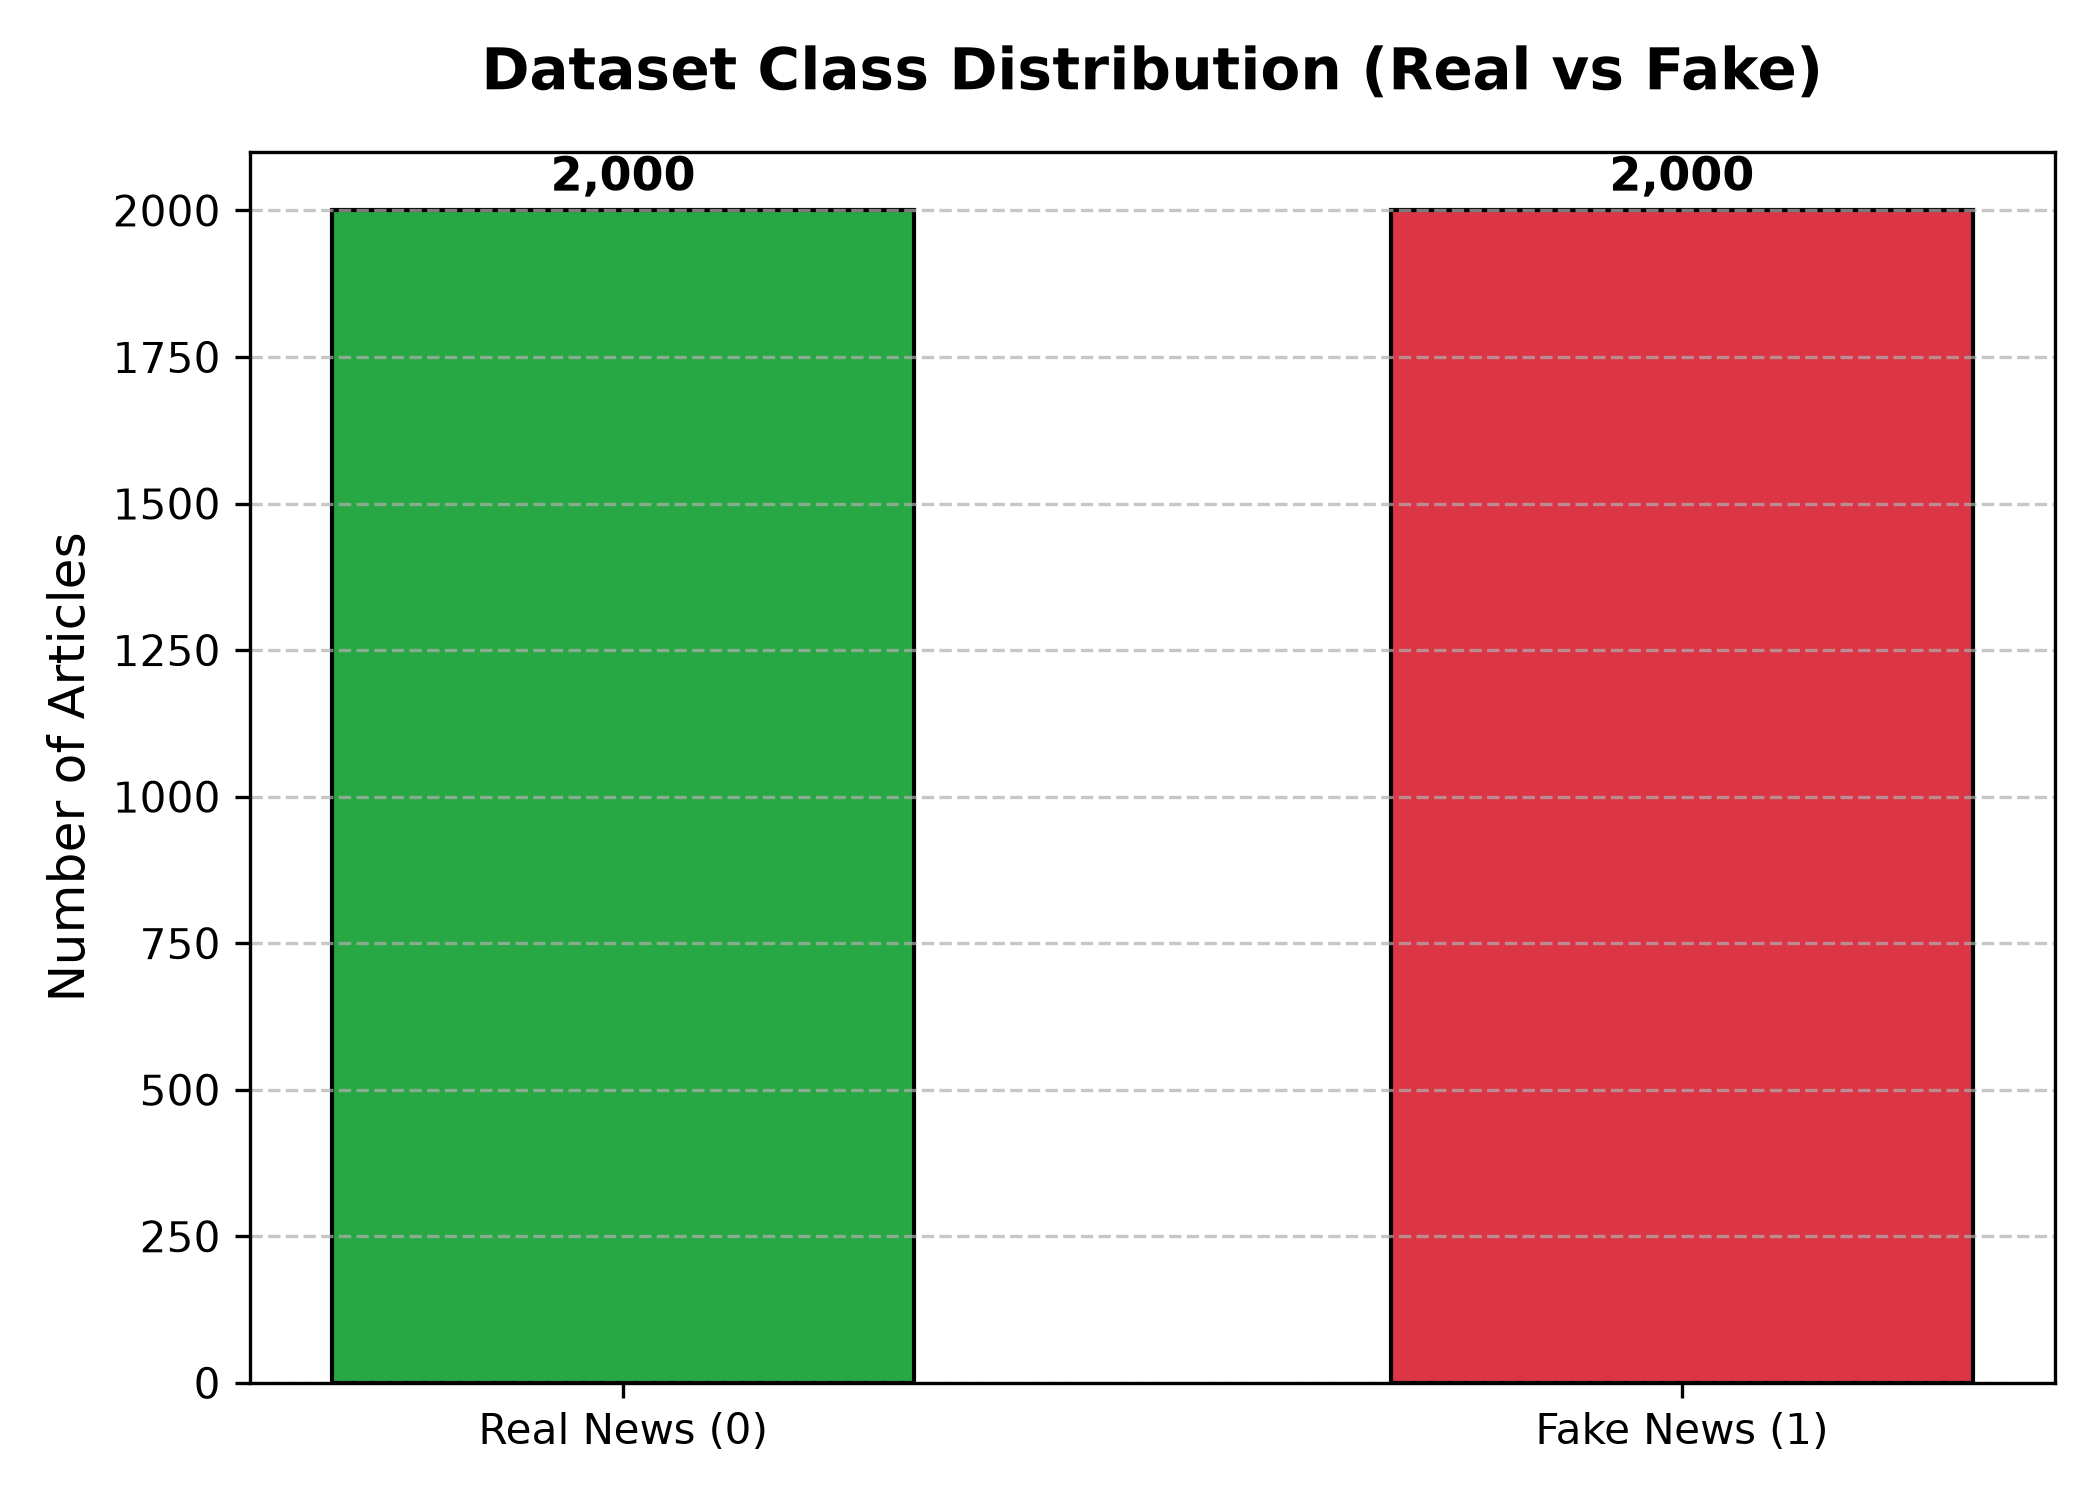 Dataset Class Distribution (Real vs Fake)
2,000
2,000
2000
1750
1500
1250
1000
750
500
250
0
Number of Articles
Real News (0)
Fake News (1)